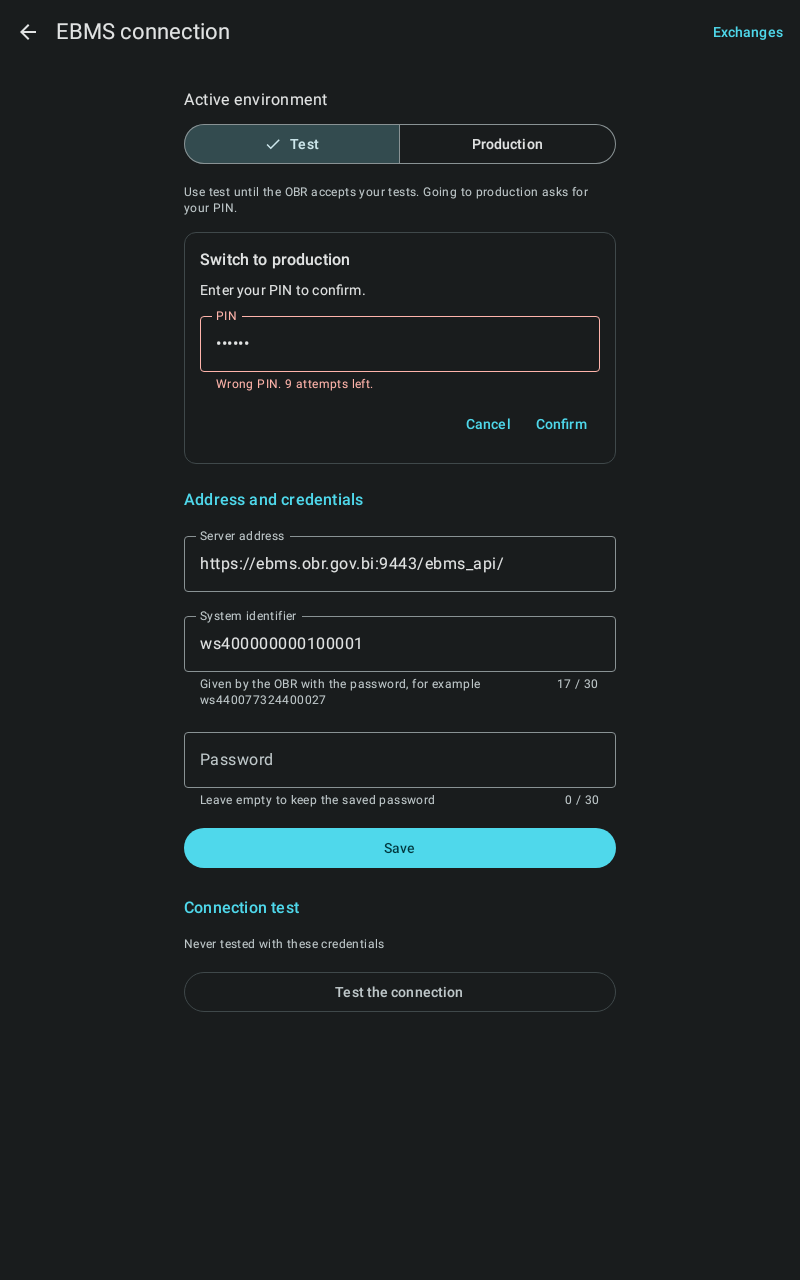 EBMS connection
Exchanges
Active environment
Test
Production
Use test until the OBR accepts your tests. Going to production asks for
your PIN.
Switch to production
Enter your PIN to confirm.
PIN
••••••
Wrong PIN. 9 attempts left.
Cancel
Confirm
Address and credentials
Server address
https://ebms.obr.gov.bi:9443/ebms_api/
System identifier
ws400000000100001
Given by the OBR with the password, for example
ws440077324400027
17 / 30
Password
Leave empty to keep the saved password
0 / 30
Save
Connection test
Never tested with these credentials
Test the connection